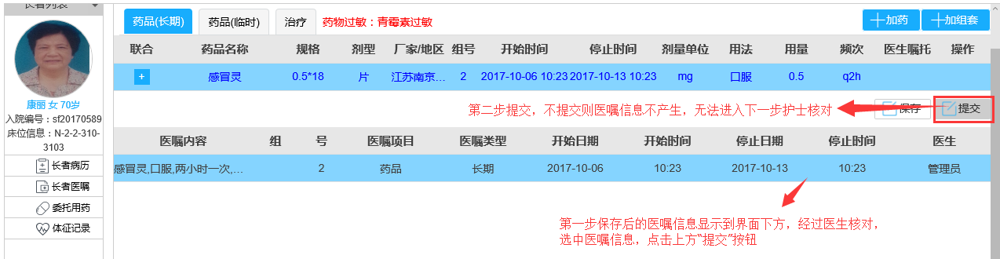 长者列表
康丽 女 70岁
入院编号：sf20170589
床位信息：N-2-2-310-
3103
长者病历
长者医嘱
委托用药
体征记录
药品(长期) 药品(临时) 治疗 药物过敏：青霉素过敏 +加药 +加组套
联合 药品名称 规格 剂型 厂家/地区 组号 开始时间 停止时间 剂量单位 用法 用量 频次 医生嘱托 操作
+ 感冒灵 0.5*18 片 江苏南京... 2 2017-10-06 10:23 2017-10-13 10:23 mg 口服 0.5 q2h
第二步提交，不提交则医嘱信息不产生，无法进入下一步护士核对 保存 提交
医嘱内容 组 号 医嘱项目 医嘱类型 开始日期 开始时间 停止日期 停止时间 医生
感冒灵,口服,两小时一次,... 2 药品 长期 2017-10-06 10:23 2017-10-13 10:23 管理员
第一步保存后的医嘱信息显示到界面下方，经过医生核对，
选中医嘱信息，点击上方“提交”按钮